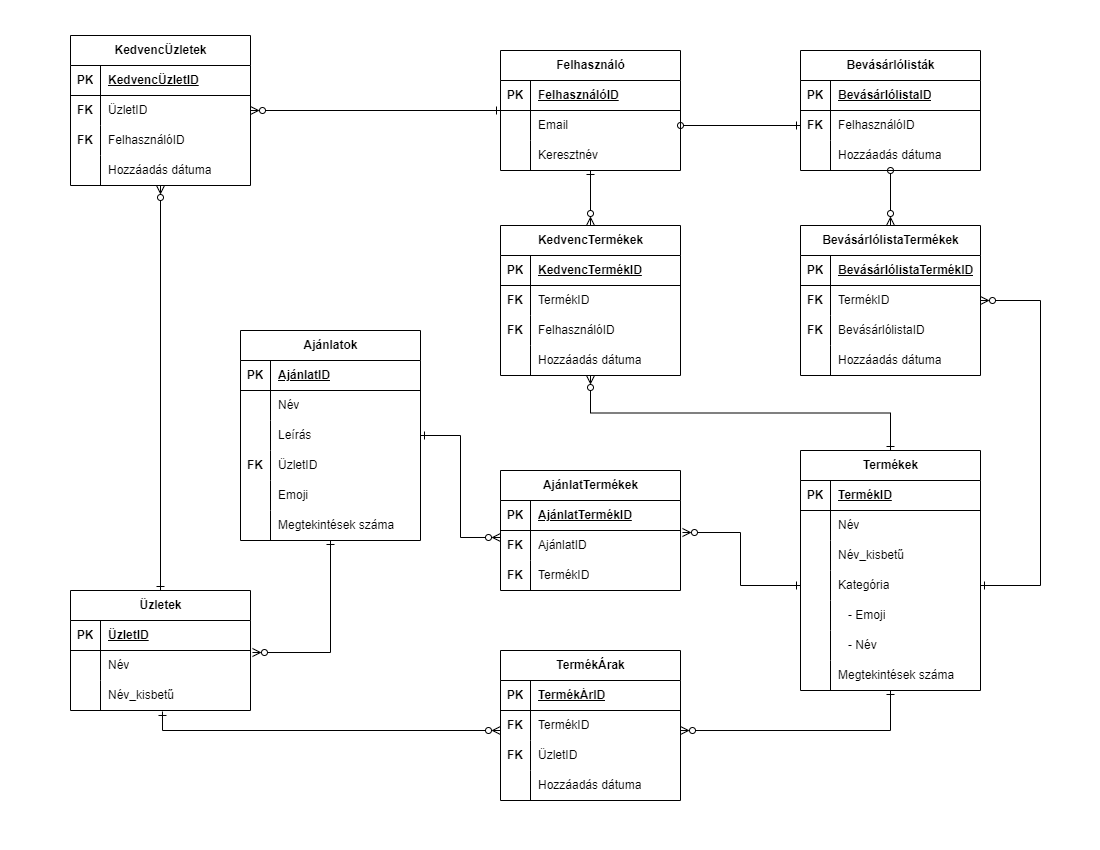 KedvencÜzletek
PK KedvencÜzletID
FK ÜzletID
FK FelhasználóID
Hozzáadás dátuma
Felhasználó
PK FelhasználóID
Email
Keresztnév
Bevásárlólisták
PK BevásárlólistaID
FK FelhasználóID
Hozzáadás dátuma
KedvencTermékek
PK KedvencTermékID
FK TermékID
FK FelhasználóID
Hozzáadás dátuma
BevásárlólistaTermékek
PK BevásárlólistaTermékID
FK TermékID
FK BevásárlólistaID
Hozzáadás dátuma
Ajánlatok
PK AjánlatID
Név
Leírás
FK ÜzletID
Emoji
Megtekintések száma
AjánlatTermékek
PK AjánlatTermékID
FK AjánlatID
FK TermékID
Termékek
PK TermékID
Név
Név_kisbetű
Kategória
- Emoji
- Név
Megtekintések száma
Üzletek
PK ÜzletID
Név
Név_kisbetű
TermékÁrak
PK TermékÁrID
FK TermékID
FK ÜzletID
Hozzáadás dátuma